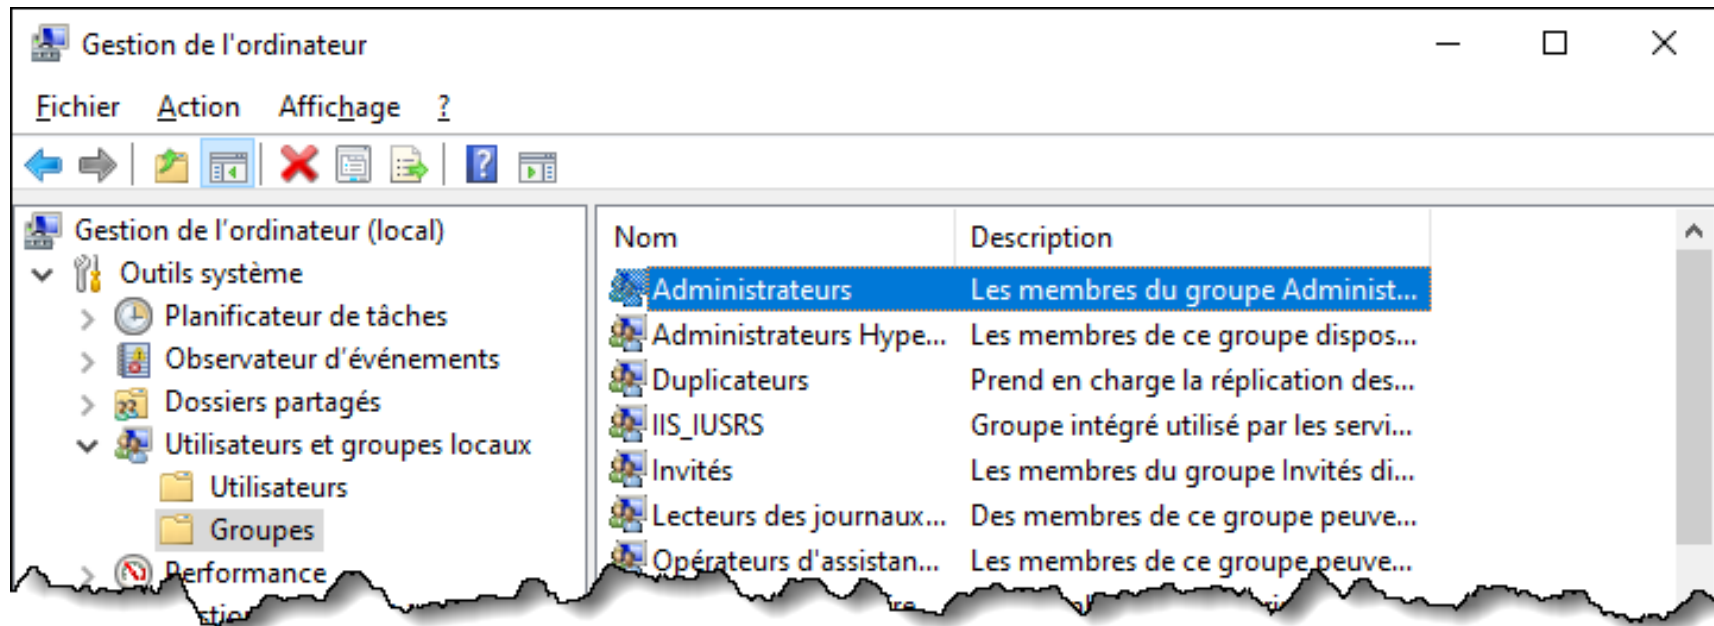 Gestion de l'ordinateur
Fichier Action Affichage ?
Gestion de l'ordinateur (local)
Outils système
Planificateur de tâches
Observateur d'événements
Dossiers partagés
Utilisateurs et groupes locaux
Utilisateurs
Groupes
Performance
Nom Description
Administrateurs Les membres du groupe Administ...
Administrateurs Hype... Les membres de ce groupe dispos...
Duplicateurs Prend en charge la réplication des...
IIS_IUSRS Groupe intégré utilisé par les servi...
Invités Les membres du groupe Invités di...
Lecteurs des journaux... Des membres de ce groupe peuve...
Opérateurs d'assistan... Les membres de ce groupe peuve...